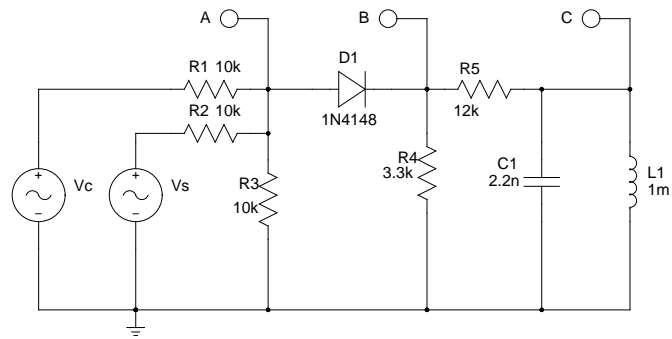 A
B
C
R1 10k
R2 10k
D1
1N4148
R5
12k
+
Vc
−
+
Vs
−
R3
10k
R4
3.3k
C1
2.2n
L1
1m